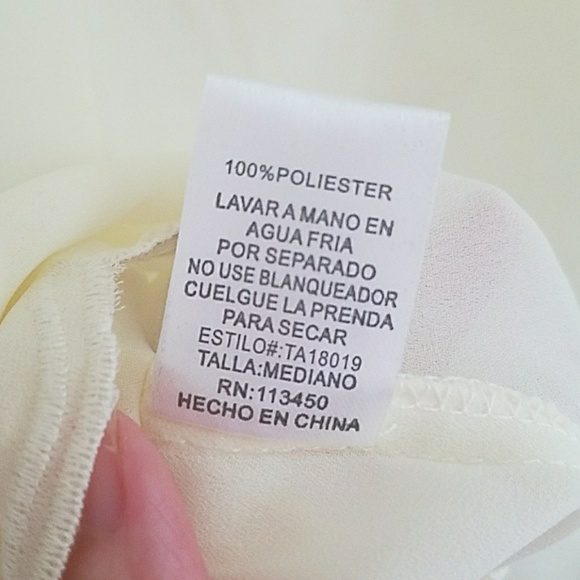 100%POLIESTER
LAVAR A MANO EN
AGUA FRIA
POR SEPARADO
NO USE BLANQUEADOR
CUELGUE LA PRENDA
PARA SECAR
ESTILO#:TA18019
TALLA:MEDIANO
RN:113450
HECHO EN CHINA